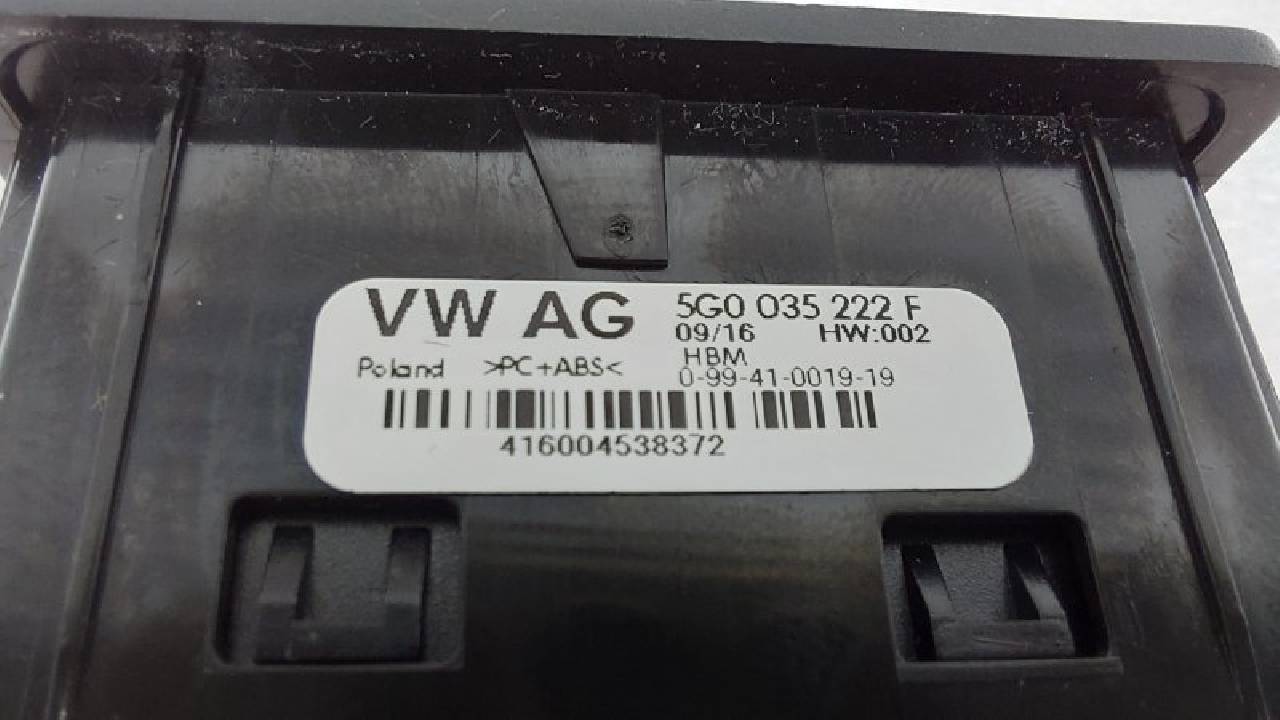 VW AG 5G0 035 222 F
09/16 HW:002
Poland >PC+ABS< HBM
0-99-41-0019-19
416004538372